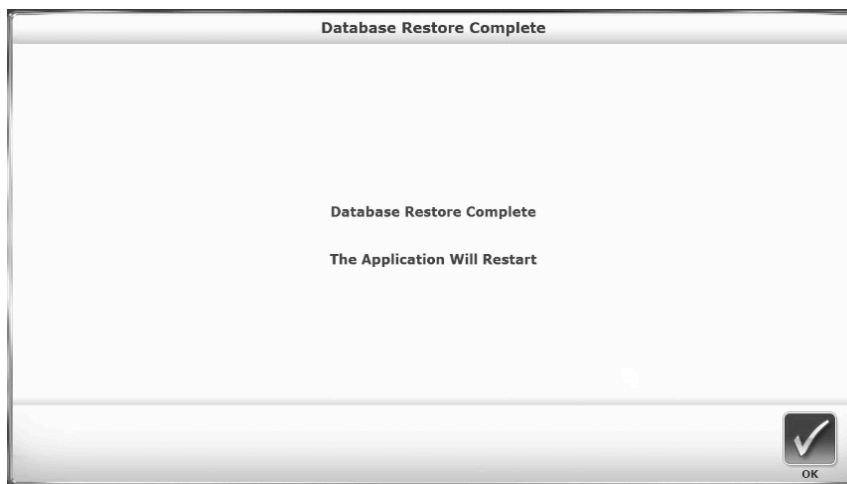 Database Restore Complete
Database Restore Complete
The Application Will Restart
OK